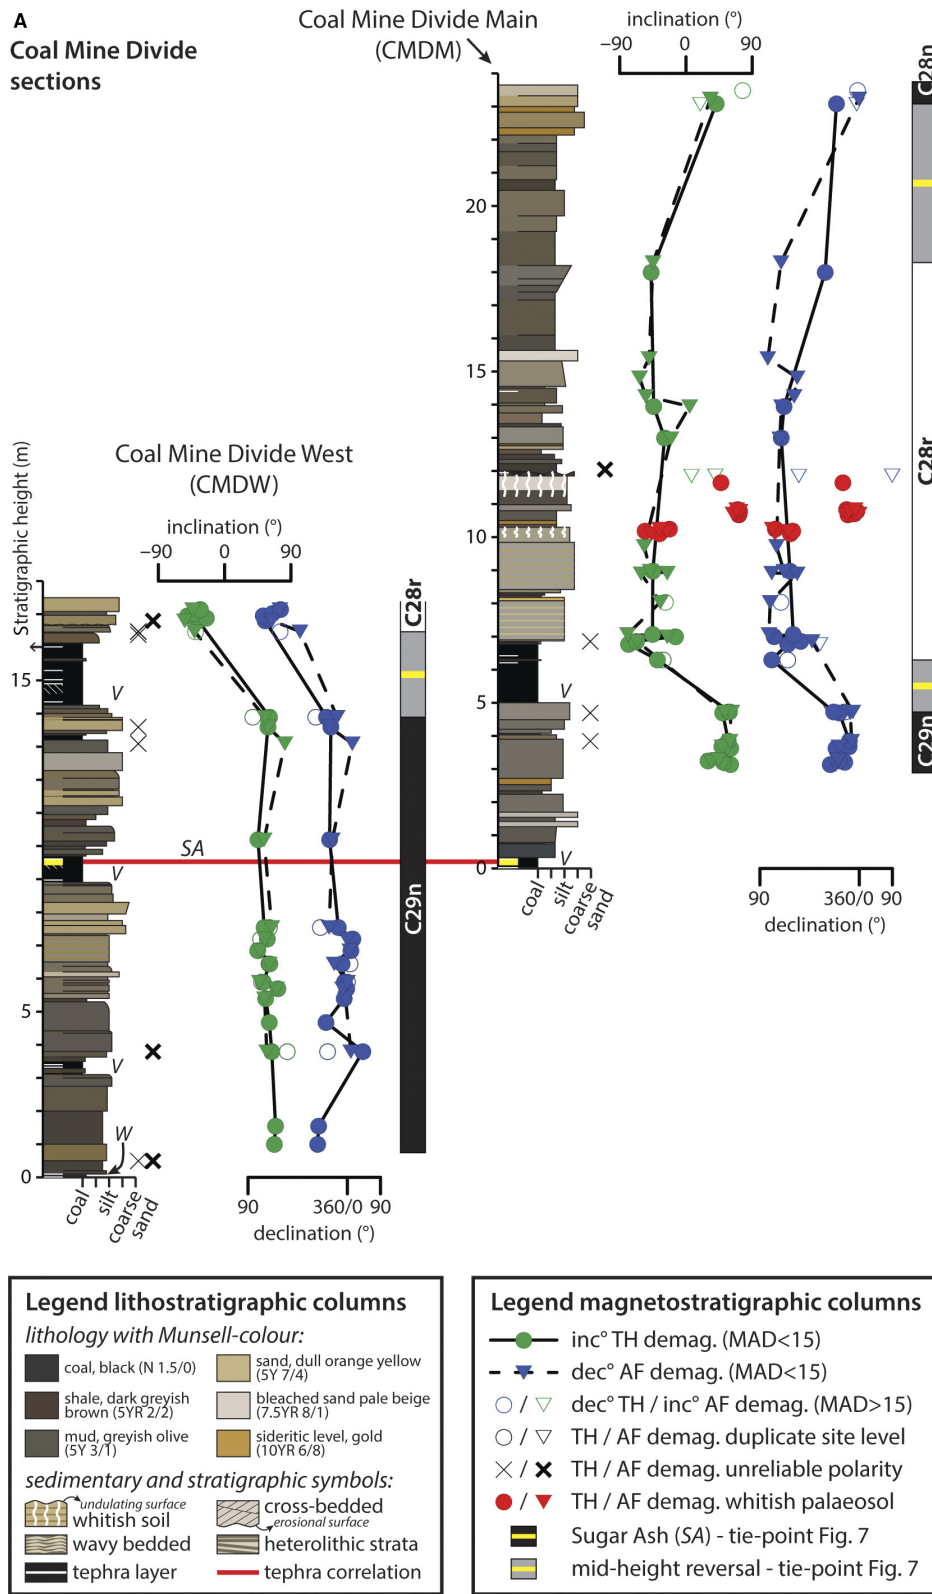 A
Coal Mine Divide
sections
Coal Mine Divide Main
(CMDM)
inclination (°)
−90 0 90
C28n
C28r
C29n
20
15
10
5
0
V
V
coal
silt
coarse
sand
90 360/0 90
declination (°)
Coal Mine Divide West
(CMDW)
inclination (°)
−90 0 90
Stratigraphic height (m)
15
5
0
V
SA
V
V
W
C28r
C29n
coal
silt
coarse
sand
90 360/0 90
declination (°)
Legend lithostratigraphic columns
lithology with Munsell-colour:
coal, black (N 1.5/0)
sand, dull orange yellow
(5Y 7/4)
shale, dark greyish
brown (5YR 2/2)
bleached sand pale beige
(7.5YR 8/1)
mud, greyish olive
(5Y 3/1)
sideritic level, gold
(10YR 6/8)
sedimentary and stratigraphic symbols:
undulating surface
whitish soil
cross-bedded
erosional surface
wavy bedded
heterolithic strata
tephra layer
tephra correlation
Legend magnetostratigraphic columns
inc° TH demag. (MAD<15)
dec° AF demag. (MAD<15)
/ dec° TH / inc° AF demag. (MAD>15)
/ TH / AF demag. duplicate site level
/ TH / AF demag. unreliable polarity
/ TH / AF demag. whitish palaeosol
Sugar Ash (SA) - tie-point Fig. 7
mid-height reversal - tie-point Fig. 7